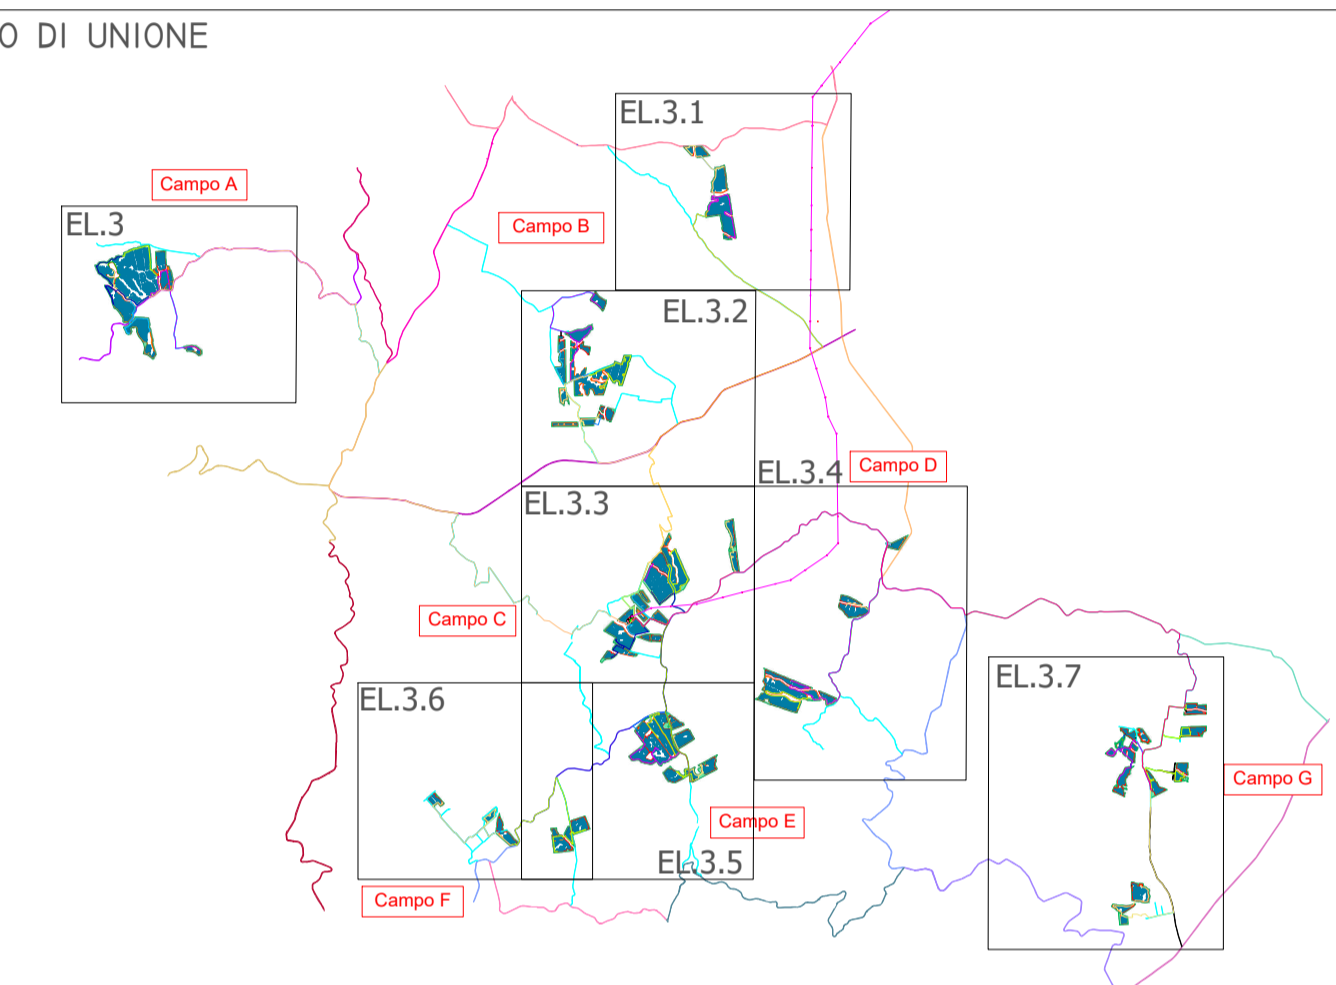 O DI UNIONE
EL.3.1
Campo A
EL.3
Campo B
EL.3.2
EL.3.4
Campo D
EL.3.3
Campo C
EL.3.7
EL.3.6
Campo G
Campo E
EL.3.5
Campo F